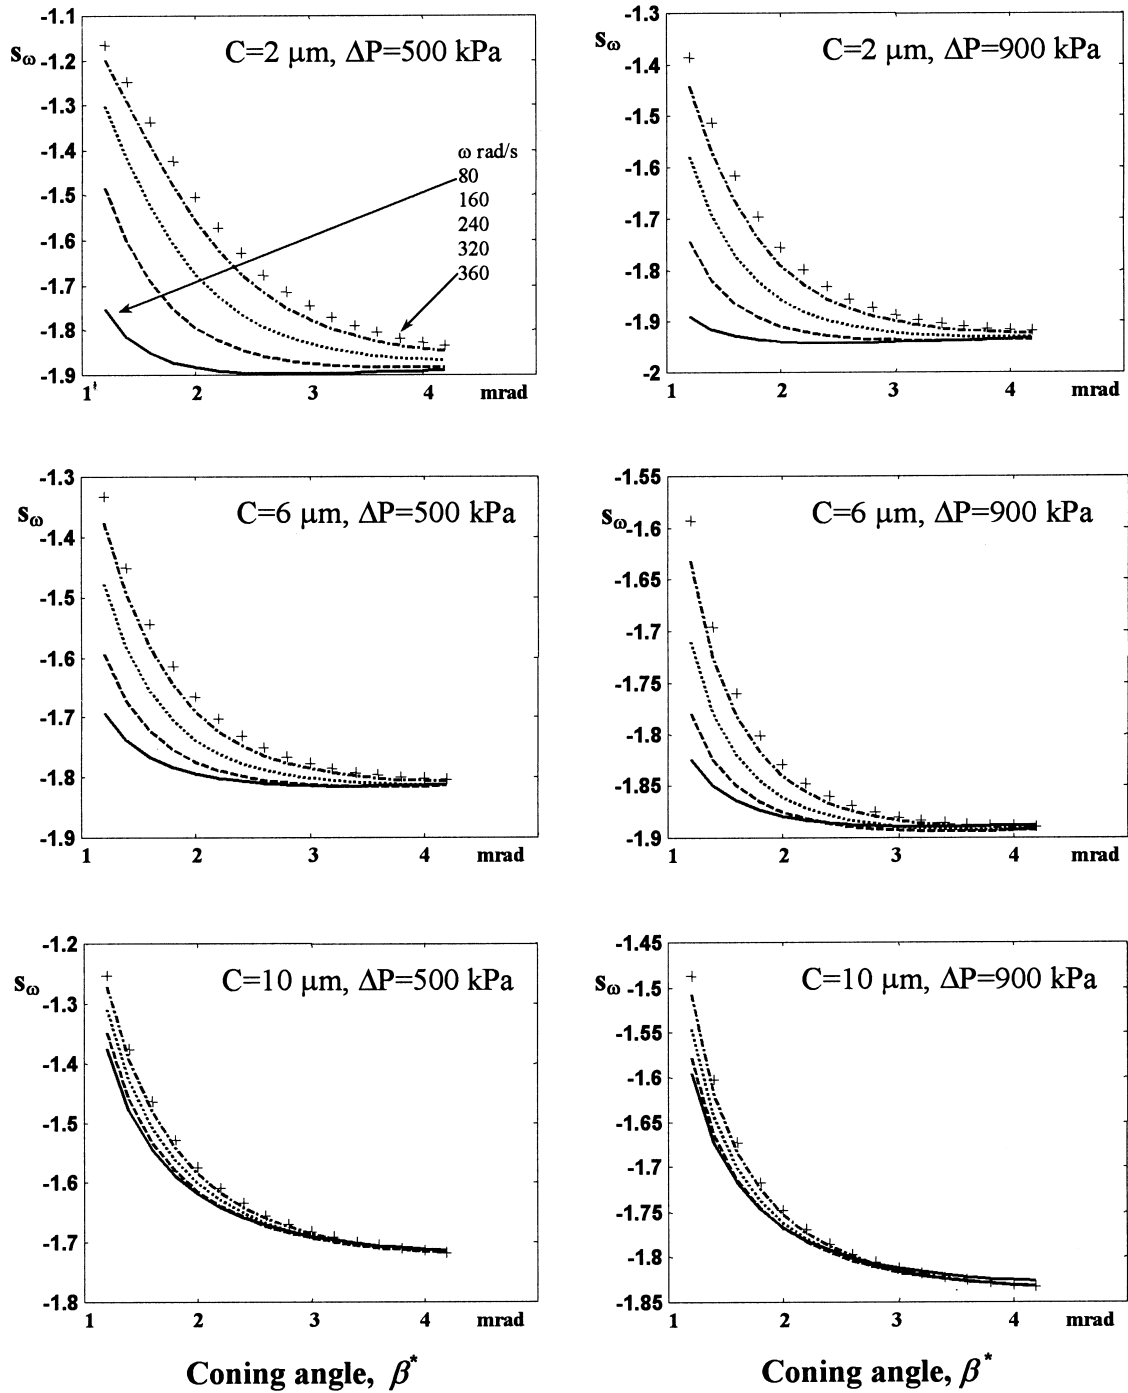 C=2 μm, ΔP=500 kPa
sω
-1.1
-1.2
-1.3
-1.4
-1.5
-1.6
-1.7
-1.8
-1.9
ω rad/s
80
160
240
320
360
1 2 3 4 mrad
C=2 μm, ΔP=900 kPa
sω
-1.3
-1.4
-1.5
-1.6
-1.7
-1.8
-1.9
-2
1 2 3 4 mrad
C=6 μm, ΔP=500 kPa
sω
-1.3
-1.4
-1.5
-1.6
-1.7
-1.8
-1.9
1 2 3 4 mrad
C=6 μm, ΔP=900 kPa
sω
-1.55
-1.6
-1.65
-1.7
-1.75
-1.8
-1.85
-1.9
1 2 3 4 mrad
C=10 μm, ΔP=500 kPa
sω
-1.2
-1.3
-1.4
-1.5
-1.6
-1.7
-1.8
1 2 3 4 mrad
Coning angle, β*
C=10 μm, ΔP=900 kPa
sω
-1.45
-1.5
-1.55
-1.6
-1.65
-1.7
-1.75
-1.8
-1.85
1 2 3 4 mrad
Coning angle, β*